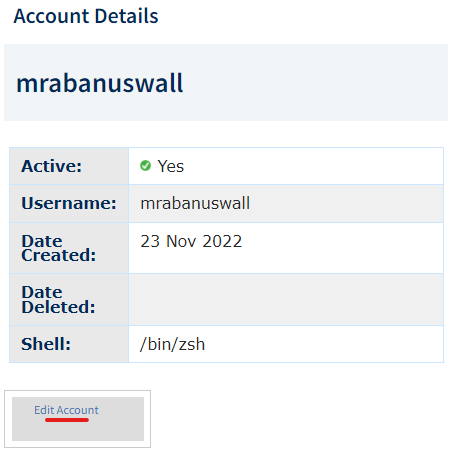 Account Details
mrabanuswall
Active: Yes
Username: mrabanuswall
Date
Created: 23 Nov 2022
Date
Deleted:
Shell: /bin/zsh
Edit Account